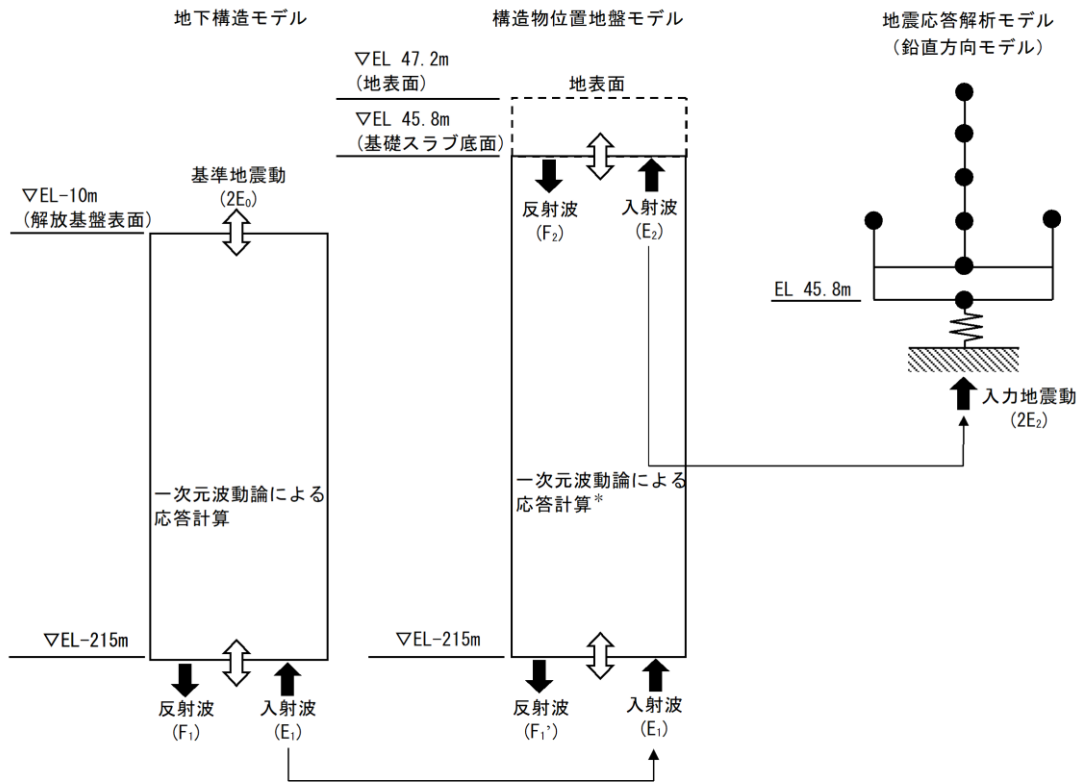 地下構造モデル
構造物位置地盤モデル
地震応答解析モデル
(鉛直方向モデル)
▽EL 47.2m
(地表面)
地表面
▽EL 45.8m
(基礎スラブ底面)
基準地震動
(2E₀)
▽EL-10m
(解放基盤表面)
反射波
(F₂)
入射波
(E₂)
EL 45.8m
入力地震動
(2E₂)
一次元波動論による
応答計算
一次元波動論による
応答計算*
▽EL-215m
▽EL-215m
反射波
(F₁)
入射波
(E₁)
反射波
(F₁')
入射波
(E₁)